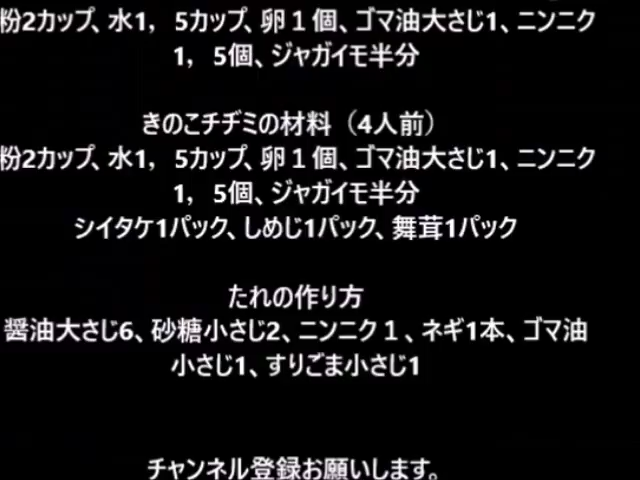 粉2カップ、水1，5カップ、卵１個、ゴマ油大さじ1、ニンニク
1，5個、ジャガイモ半分
きのこチヂミの材料（4人前）
粉2カップ、水1，5カップ、卵１個、ゴマ油大さじ1、ニンニク
1，5個、ジャガイモ半分
シイタケ1パック、しめじ1パック、舞茸1パック
たれの作り方
醤油大さじ6、砂糖小さじ2、ニンニク１、ネギ1本、ゴマ油
小さじ1、すりごま小さじ1
チャンネル登録お願いします。